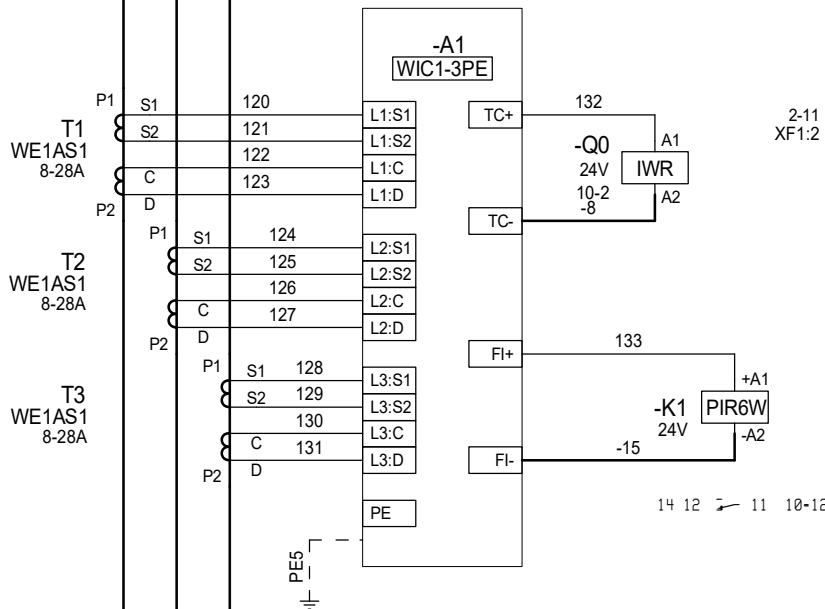 -A1
WIC1-3PE
P1
S1
120
L1:S1
TC+
132
2-11
XF1:2
T1
WE1AS1
8-28A
S2
121
L1:S2
-Q0
24V
10-2
-8
A1
IWR
A2
122
L1:C
C
123
L1:D
P2
D
TC-
P1
S1
124
L2:S1
T2
WE1AS1
8-28A
S2
125
L2:S2
126
L2:C
C
127
L2:D
P2
D
FI+
133
P1
S1
128
L3:S1
T3
WE1AS1
8-28A
S2
129
L3:S2
-K1
24V
+A1
PIR6W
-A2
130
L3:C
C
131
L3:D
P2
D
FI-
-15
PE
14 12 11 10-12
PE5